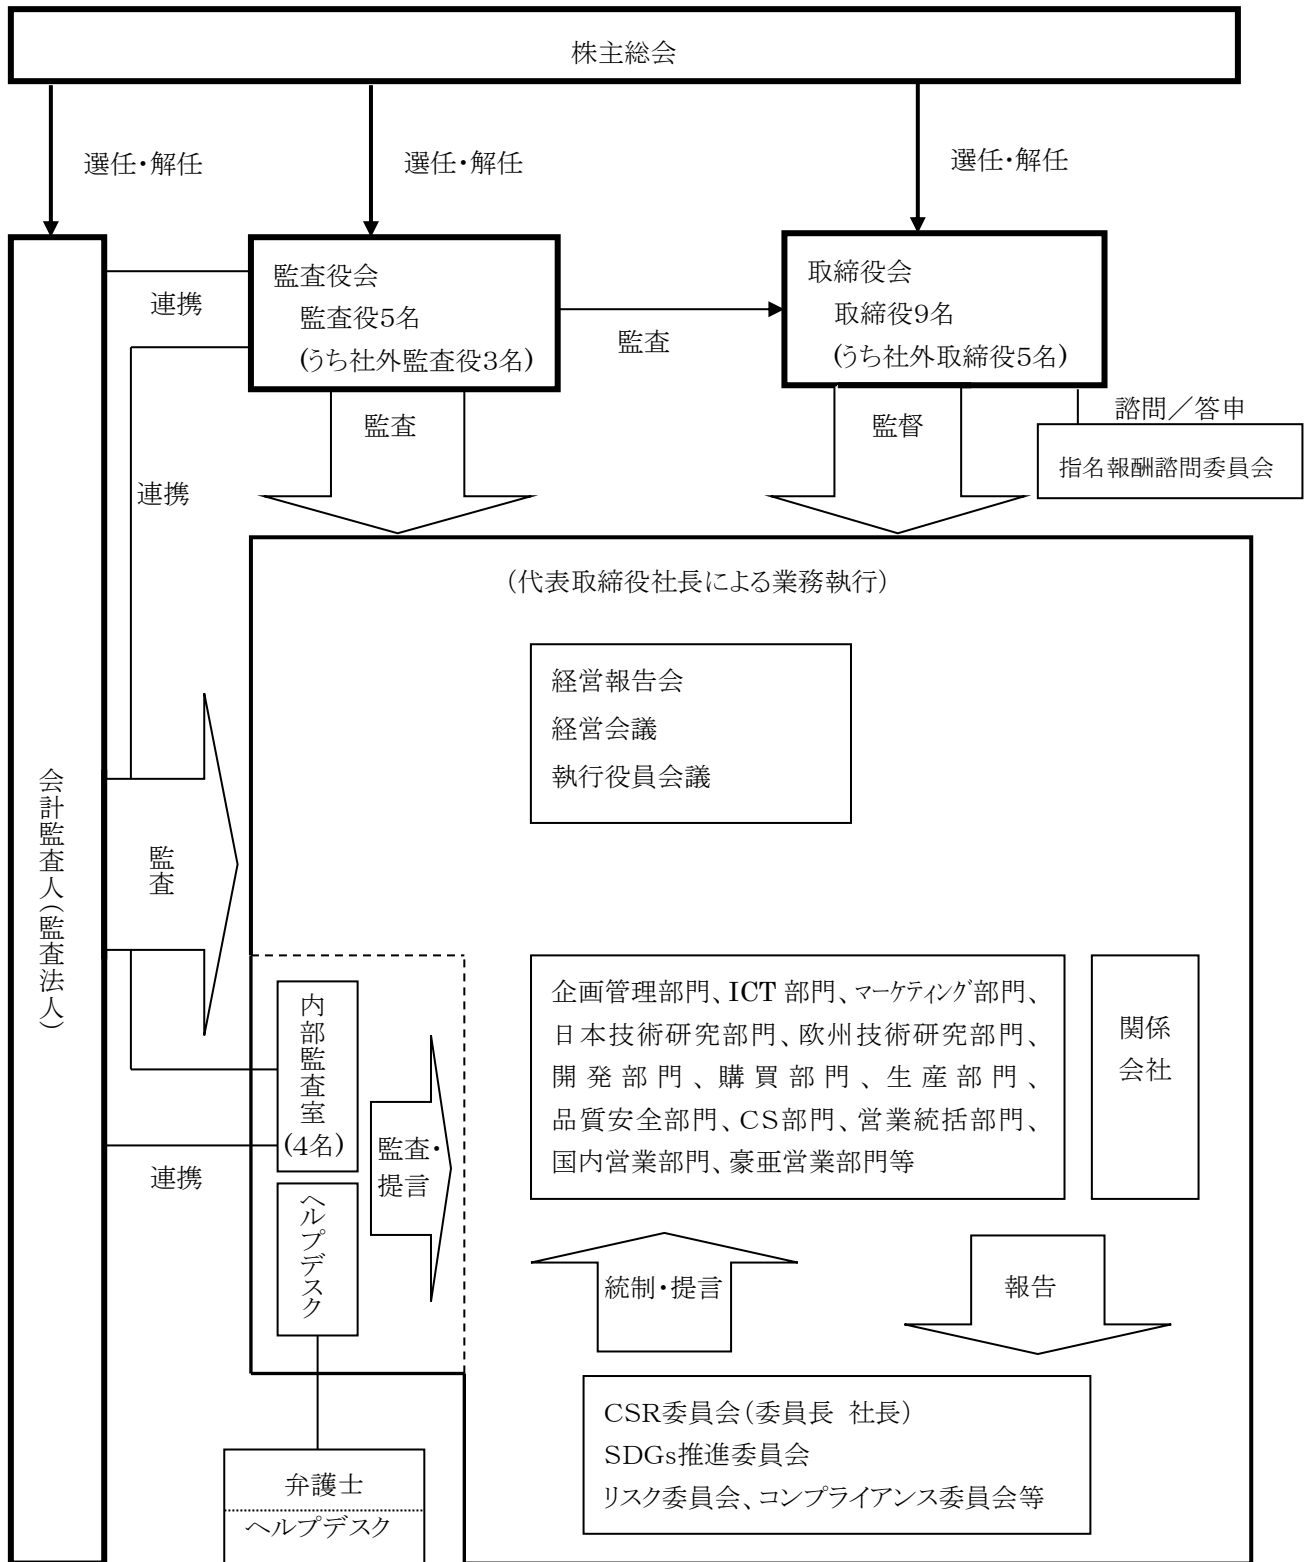 株主総会
選任・解任
選任・解任
選任・解任
監査役会
監査役5名
(うち社外監査役3名)
取締役会
取締役9名
(うち社外取締役5名)
連携
監査
監査
監督
諮問／答申
指名報酬諮問委員会
連携
(代表取締役社長による業務執行)
経営報告会
経営会議
執行役員会議
会計監査人(監査法人)
監査
企画管理部門、ICT 部門、マーケティング部門、
日本技術研究部門、欧州技術研究部門、
開発部門、購買部門、生産部門、
品質安全部門、CS部門、営業統括部門、
国内営業部門、豪亜営業部門等
関係
会社
内部監査室
(4名)
監査・
提言
連携
ヘルプデスク
統制・提言
報告
CSR委員会(委員長 社長)
SDGs推進委員会
リスク委員会、コンプライアンス委員会等
弁護士
ヘルプデスク